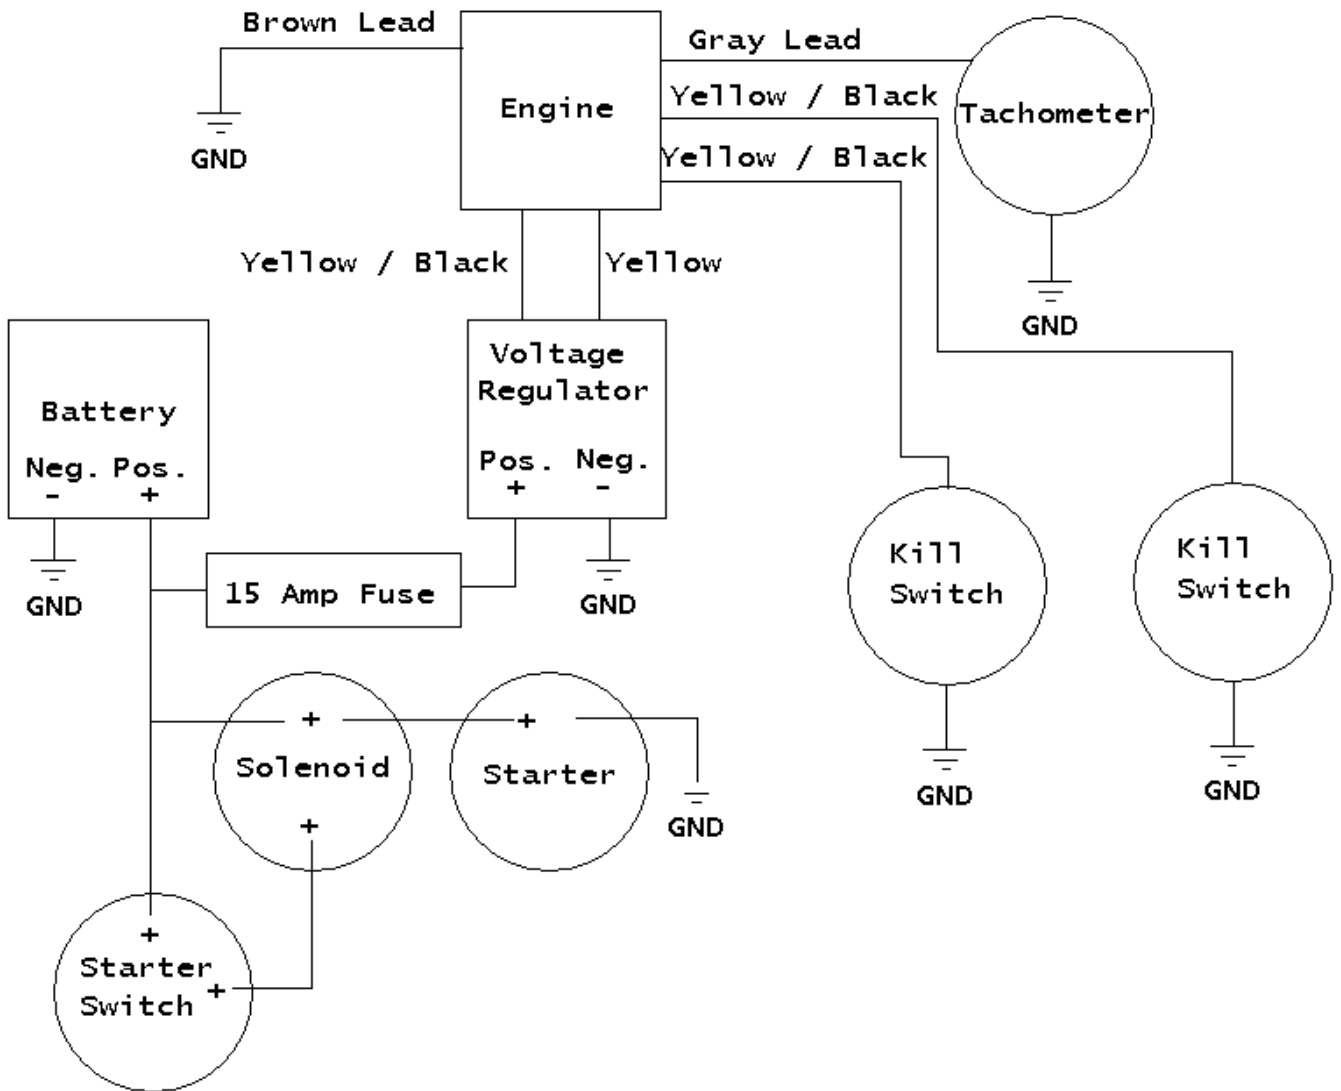 Brown Lead
Gray Lead
Yellow / Black
Engine
Tachometer
GND
Yellow / Black
Yellow / Black
Yellow
GND
Voltage
Regulator
Battery
Neg. Pos.
- +
Pos. Neg.
+ -
Kill
Switch
Kill
Switch
15 Amp Fuse
GND
GND
+
Solenoid
+
+
Starter
GND
GND
GND
+
Starter
Switch +